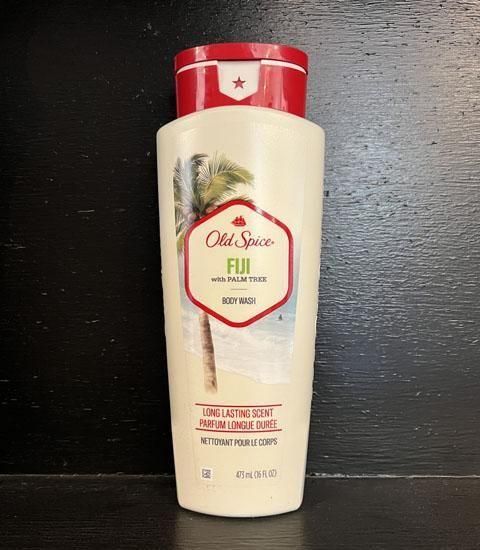 Old Spice
FIJI
with PALM TREE
BODY WASH
LONG LASTING SCENT
PARFUM LONGUE DURÉE
NETTOYANT POUR LE CORPS
473 mL (16 FL OZ)